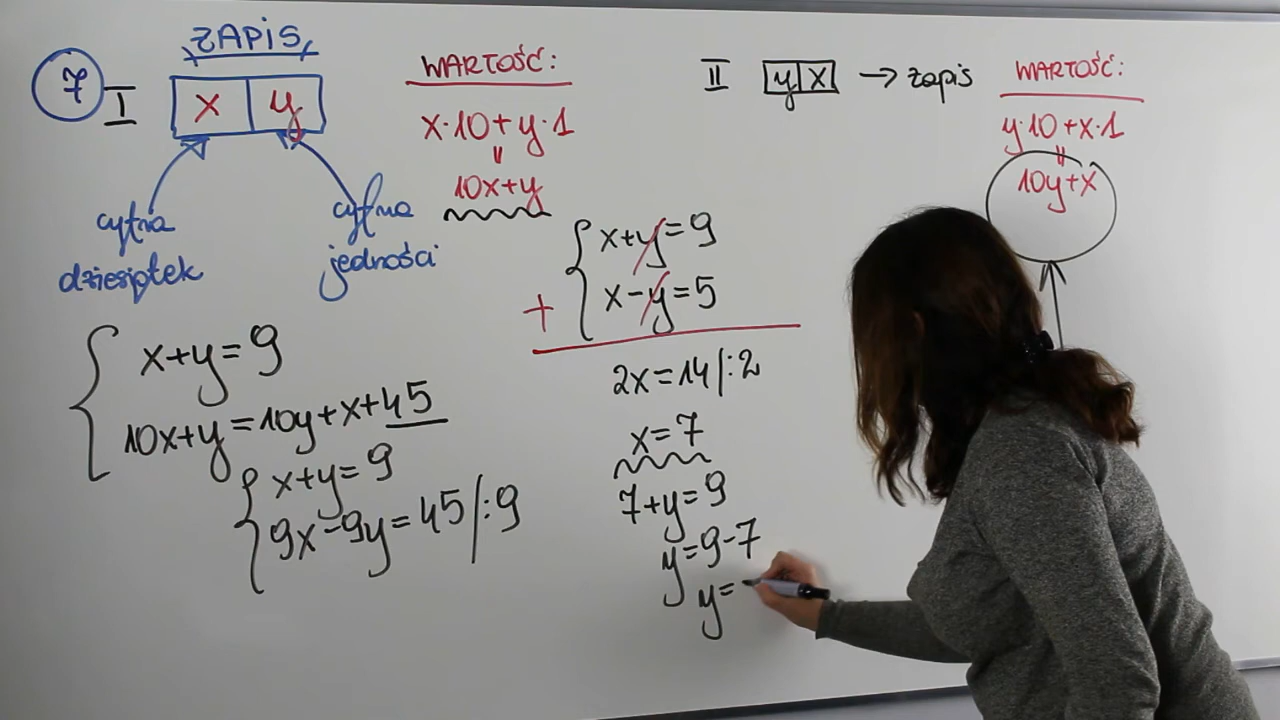 7
ZAPIS
I
x y
cyfra
dziesiątek
cyfra
jedności
WARTOŚĆ:
x·10+y·1
=
10x+y
II yx → zapis
WARTOŚĆ:
y·10+x·1
=
10y+x
x+y=9
10x+y=10y+x+45
x+y=9
9x-9y=45/:9
x+y=9
+ x-y=5
2x=14/:2
x=7
7+y=9
y=9-7
y=